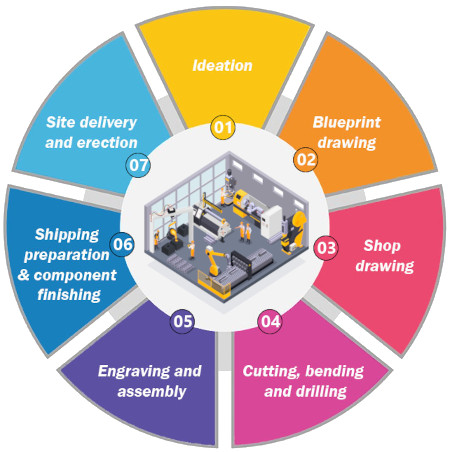 Ideation
01
Blueprint
drawing
02
Shop
drawing
03
Cutting, bending
and drilling
04
Engraving and
assembly
05
Shipping
preparation
& component
finishing
06
Site delivery
and erection
07